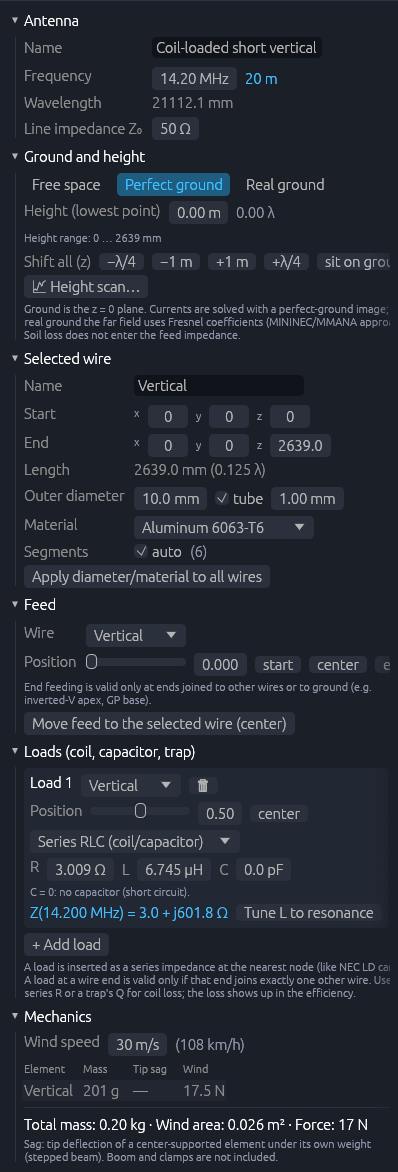 Antenna
Name Coil-loaded short vertical
Frequency 14.20 MHz 20 m
Wavelength 21112.1 mm
Line impedance Z₀ 50 Ω
Ground and height
Free space Perfect ground Real ground
Height (lowest point) 0.00 m 0.00 λ
Height range: 0 … 2639 mm
Shift all (z) −λ/4 −1 m +1 m +λ/4 sit on grou
Height scan…
Ground is the z = 0 plane. Currents are solved with a perfect-ground image;
real ground the far field uses Fresnel coefficients (MININEC/MMANA appro
Soil loss does not enter the feed impedance.
Selected wire
Name Vertical
Start x 0 y 0 z 0
End x 0 y 0 z 2639.0
Length 2639.0 mm (0.125 λ)
Outer diameter 10.0 mm tube 1.00 mm
Material Aluminum 6063-T6
Segments auto (6)
Apply diameter/material to all wires
Feed
Wire Vertical
Position 0.000 start center e
End feeding is valid only at ends joined to other wires or to ground (e.g.
inverted-V apex, GP base).
Move feed to the selected wire (center)
Loads (coil, capacitor, trap)
Load 1 Vertical
Position 0.50 center
Series RLC (coil/capacitor)
R 3.009 Ω L 6.745 µH C 0.0 pF
C = 0: no capacitor (short circuit).
Z(14.200 MHz) = 3.0 + j601.8 Ω Tune L to resonance
+ Add load
A load is inserted as a series impedance at the nearest node (like NEC LD ca
A load at a wire end is valid only if that end joins exactly one other wire. Use
series R or a trap's Q for coil loss; the loss shows up in the efficiency.
Mechanics
Wind speed 30 m/s (108 km/h)
Element Mass Tip sag Wind
Vertical 201 g — 17.5 N
Total mass: 0.20 kg · Wind area: 0.026 m² · Force: 17 N
Sag: tip deflection of a center-supported element under its own weight
(stepped beam). Boom and clamps are not included.